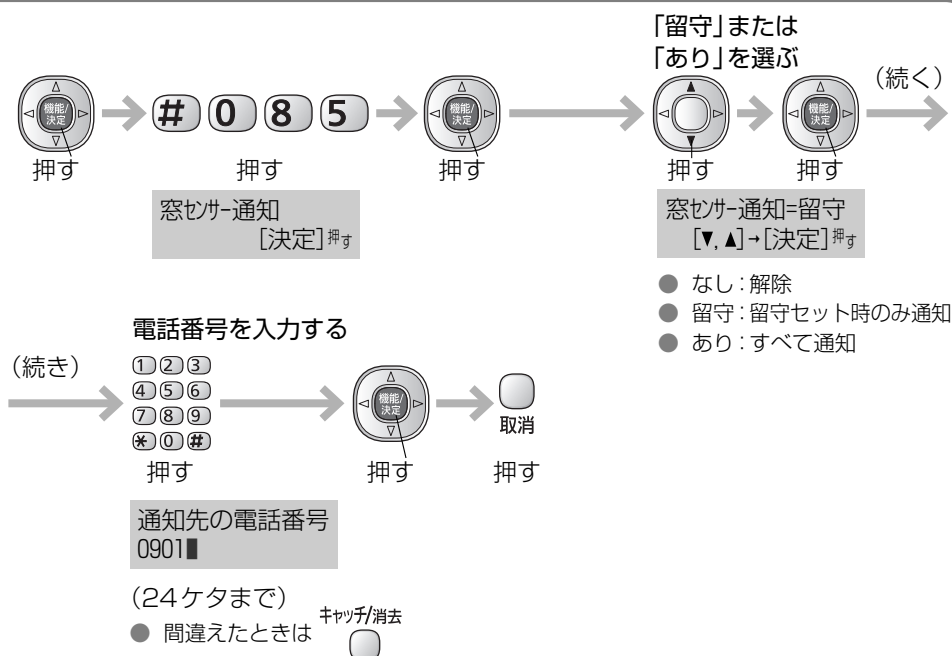 「留守」または
「あり」を選ぶ
(続く)
機能/
決定
機能/
決定
機能/
決定
# 0 8 5
押す
押す
押す
押す
押す
窓センサー通知
[決定]押す
窓センサー通知=留守
[▼,▲]→[決定]押す
● なし:解除
● 留守:留守セット時のみ通知
● あり:すべて通知
(続き)
電話番号を入力する
1 2 3
4 5 6
7 8 9
* 0 #
機能/
決定
取消
押す
押す
押す
通知先の電話番号
0901
(24ケタまで)
● 間違えたときは
キャッチ/消去